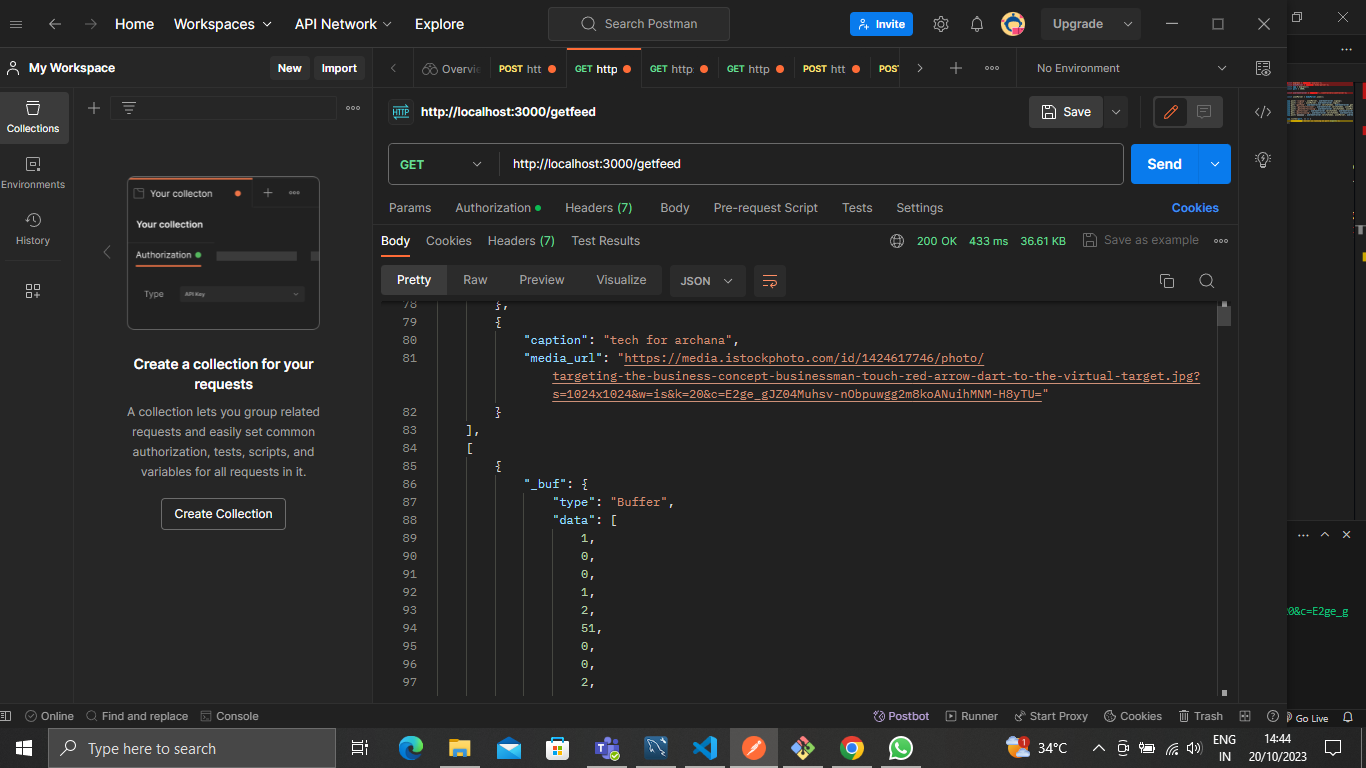 Home Workspaces API Network Explore Search Postman Invite Upgrade
My Workspace New Import Overvie POST htt GET http GET http GET http POST htt POST No Environment
Collections
Environments
History
Your collecton
Your collection
Authorization
Type API Key
Create a collection for your
requests
A collection lets you group related
requests and easily set common
authorization, tests, scripts, and
variables for all requests in it.
Create Collection
HTTP http://localhost:3000/getfeed Save
GET http://localhost:3000/getfeed Send
Params Authorization Headers (7) Body Pre-request Script Tests Settings Cookies
Body Cookies Headers (7) Test Results 200 OK 433 ms 36.61 KB Save as example
Pretty Raw Preview Visualize JSON
78 },
79 {
80 "caption": "tech for archana",
81 "media_url": "https://media.istockphoto.com/id/1424617746/photo/
targeting-the-business-concept-businessman-touch-red-arrow-dart-to-the-virtual-target.jpg?
s=1024x1024&w=is&k=20&c=E2ge_gJZ04Muhsv-nObpuwgg2m8koANuihMNM-H8yTU="
82 }
83 ],
84 [
85 {
86 "_buf": {
87 "type": "Buffer",
88 "data": [
89 1,
90 0,
91 0,
92 1,
93 2,
94 51,
95 0,
96 0,
97 2,
0&c=E2ge_g
Online Find and replace Console Postbot Runner Start Proxy Cookies Trash Go Live
Type here to search 1 34°C ENG 14:44
IN 20/10/2023